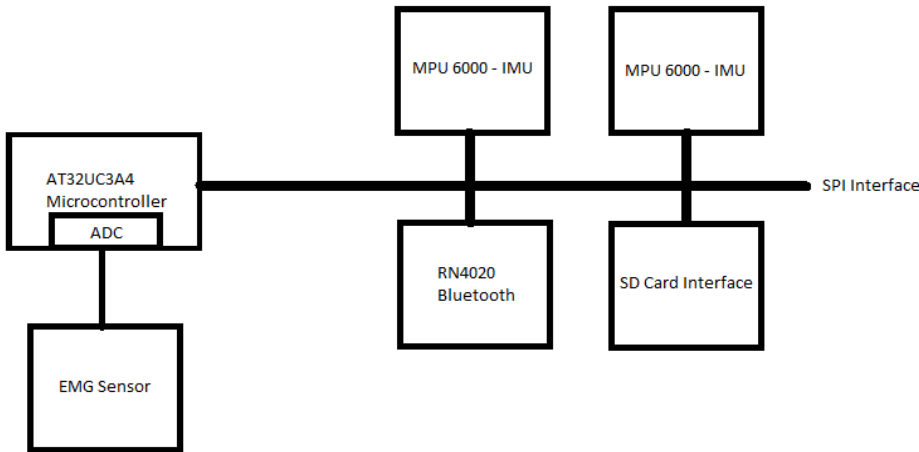 MPU 6000 - IMU
MPU 6000 - IMU
AT32UC3A4
Microcontroller
ADC
SPI Interface
RN4020
Bluetooth
SD Card Interface
EMG Sensor